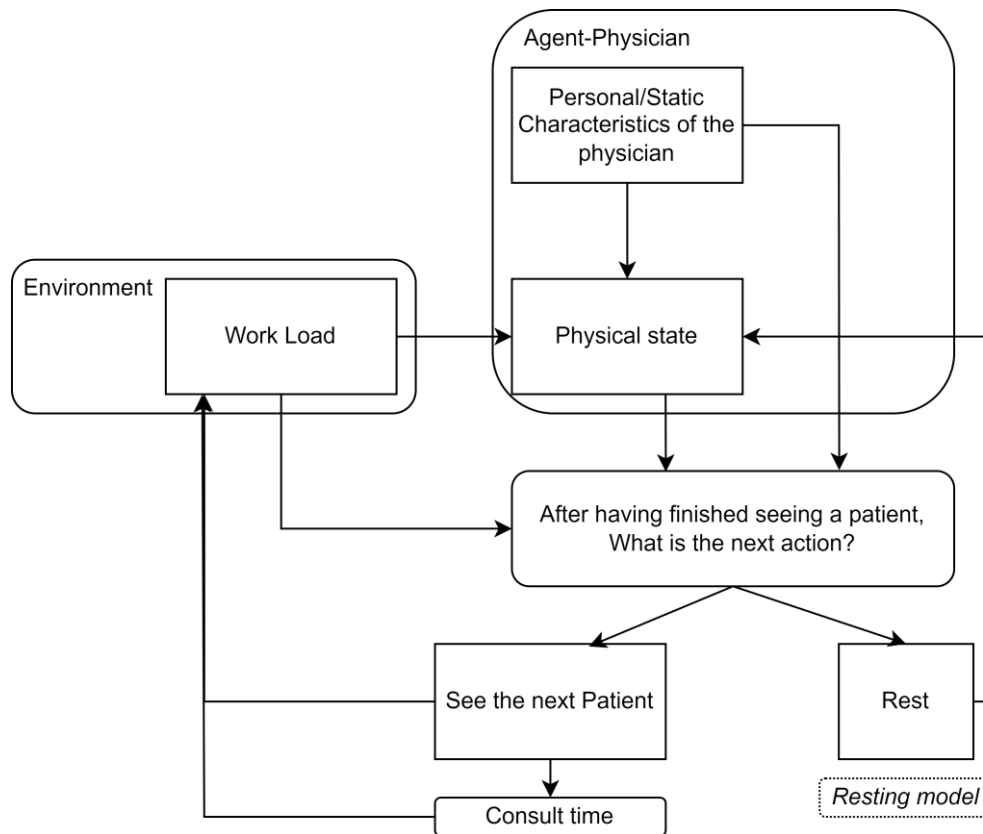 Agent-Physician
Personal/Static
Characteristics of the
physician
Environment
Work Load
Physical state
After having finished seeing a patient,
What is the next action?
See the next Patient
Rest
Consult time
Resting model